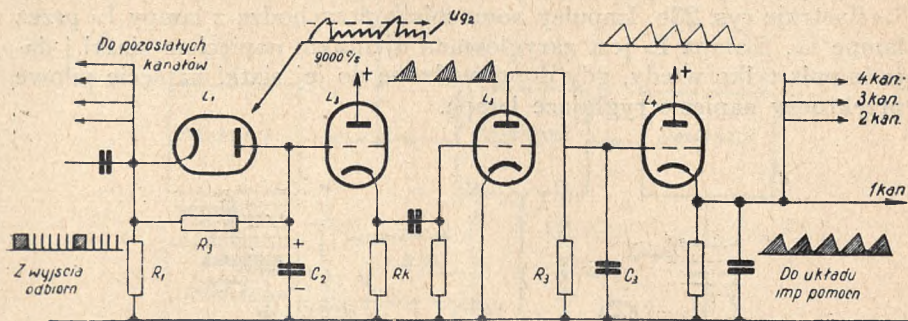 Do pozostałych
kanałów
9000 c/s
+ Ug₂
L₁
L₂
+
L₃
L₄
+
4 kan.
3 kan.
2 kan.
1 kan
Z wyjscia
odbiorn
R₁
R₃
+
C₂
−
Rk
R₃
C₃
Do układu
imp pomocn